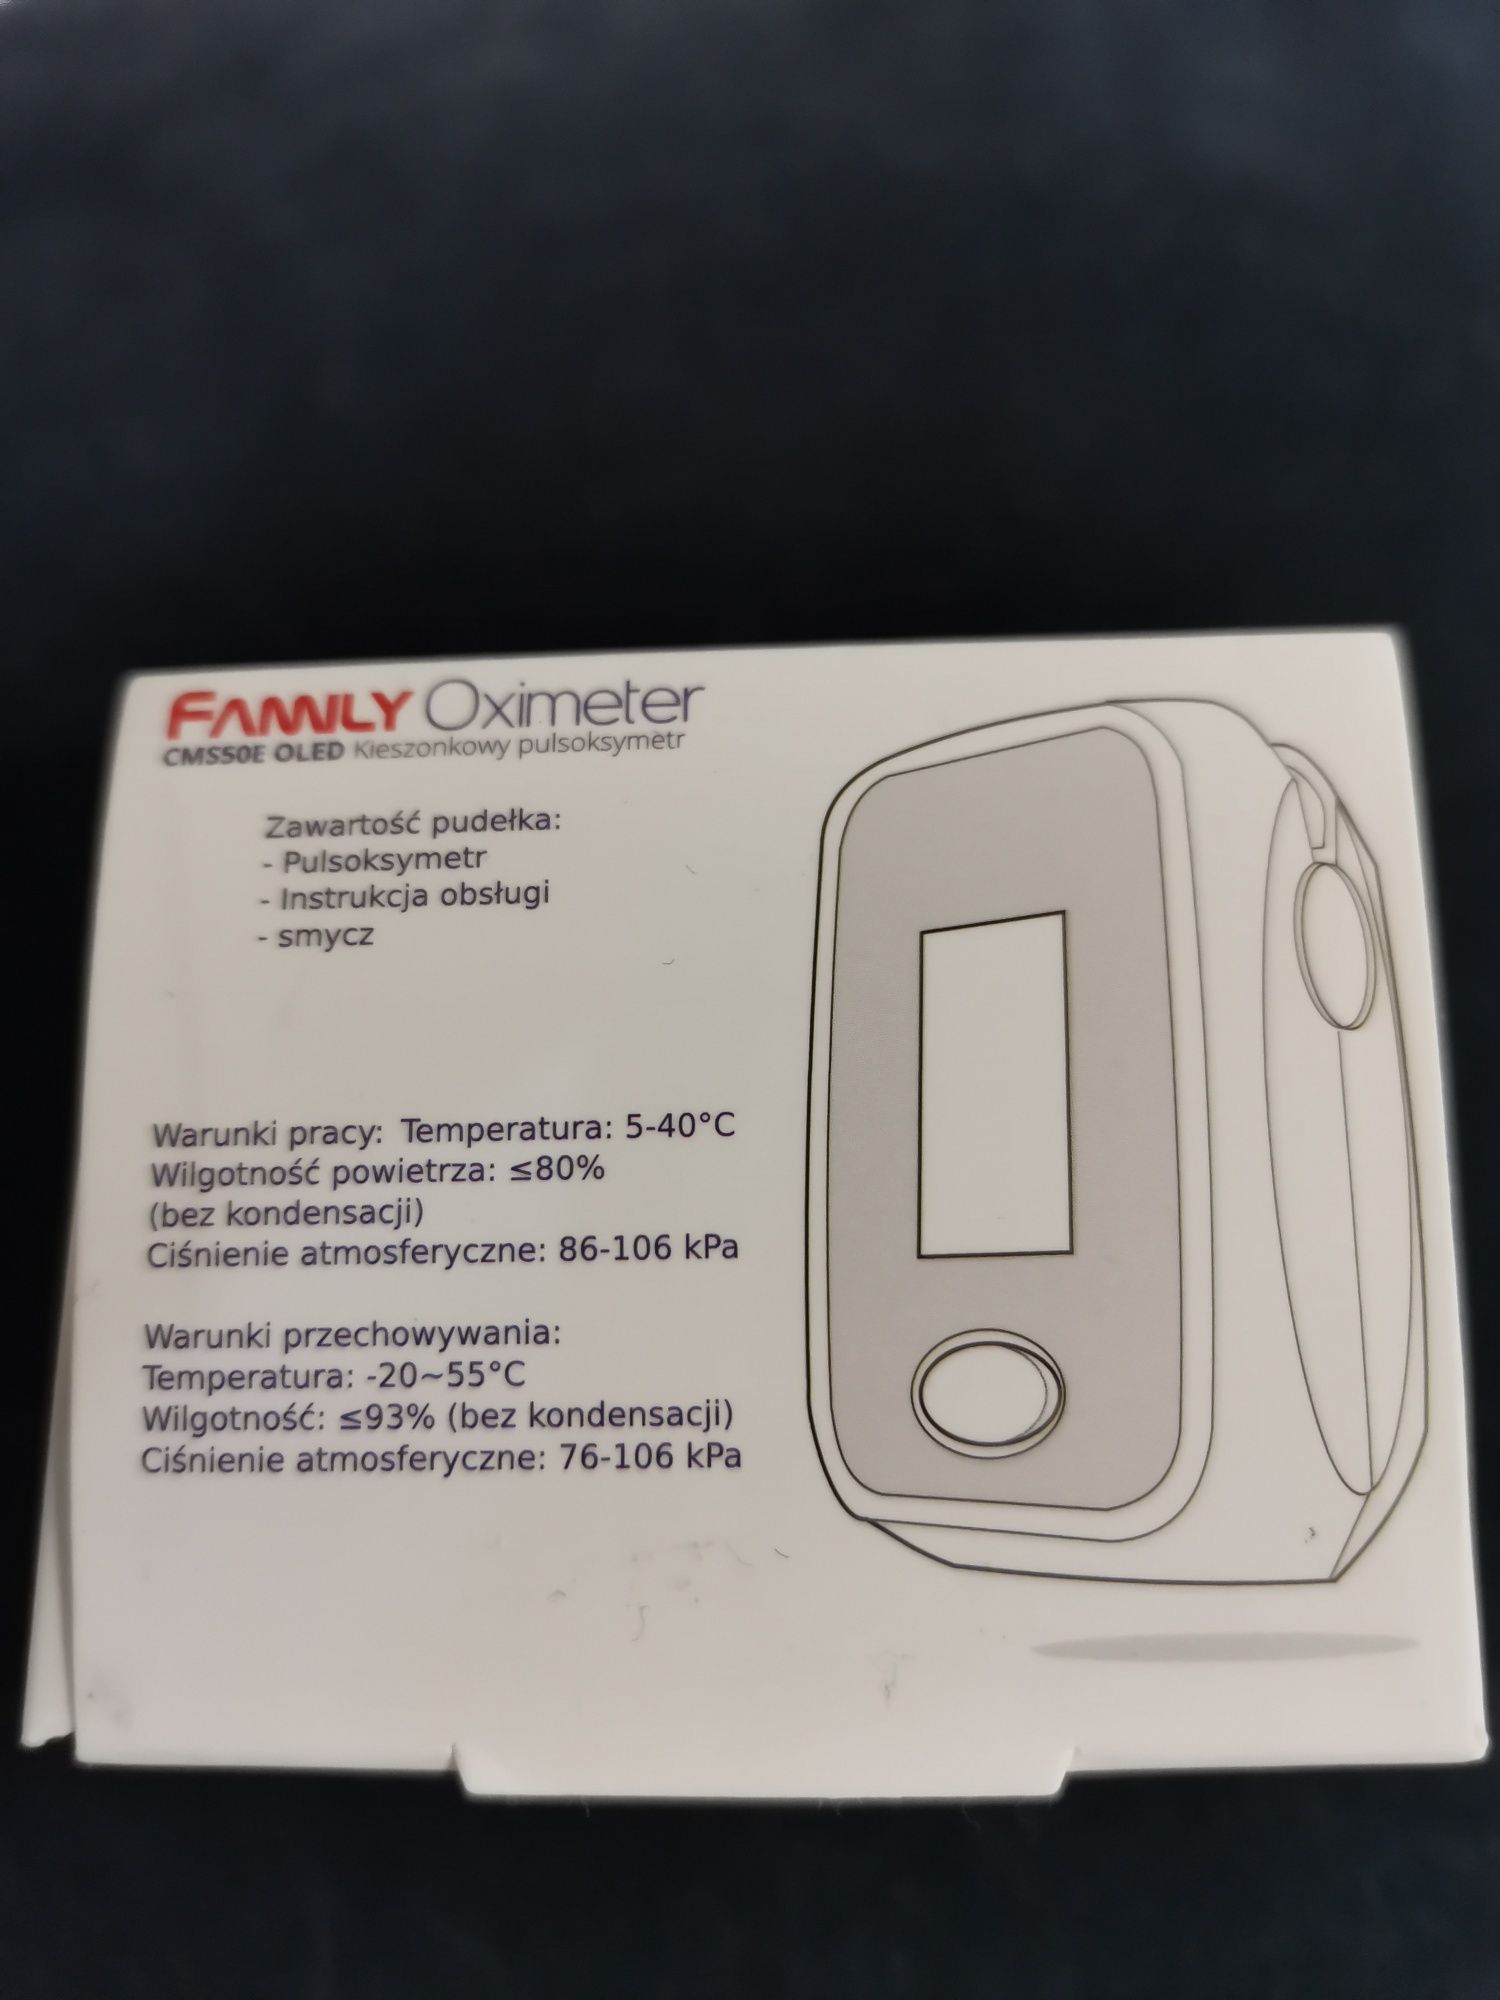 FAMILY Oximeter
CMS50E OLED Kieszonkowy pulsoksymetr
Zawartość pudełka:
- Pulsoksymetr
- Instrukcja obsługi
- smycz
Warunki pracy: Temperatura: 5-40°C
Wilgotność powietrza: ≤80%
(bez kondensacji)
Ciśnienie atmosferyczne: 86-106 kPa
Warunki przechowywania:
Temperatura: -20~55°C
Wilgotność: ≤93% (bez kondensacji)
Ciśnienie atmosferyczne: 76-106 kPa